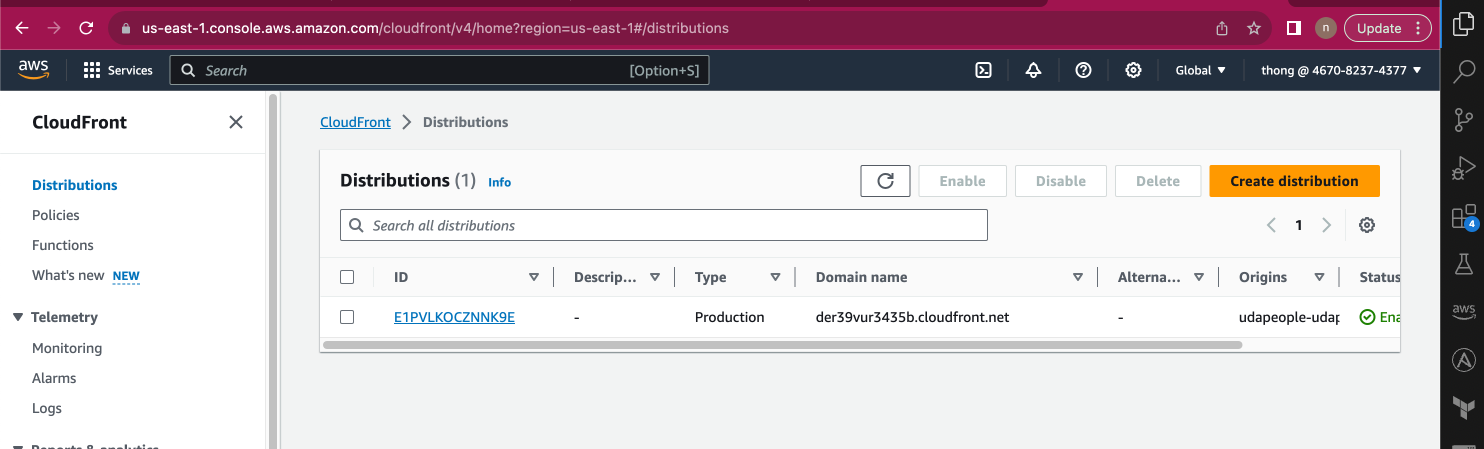 us-east-1.console.aws.amazon.com/cloudfront/v4/home?region=us-east-1#/distributions
n
Update
aws
Services
Search
[Option+S]
Global
thong @ 4670-8237-4377
CloudFront
CloudFront
Distributions
Distributions
Policies
Functions
What's new NEW
Telemetry
Monitoring
Alarms
Logs
Reports & analytics
Distributions (1) Info
Enable
Disable
Delete
Create distribution
Search all distributions
1
ID
Descrip...
Type
Domain name
Alterna...
Origins
Status
E1PVLKOCZNNK9E
-
Production
der39vur3435b.cloudfront.net
-
udapeople-udap
Ena
4
aws